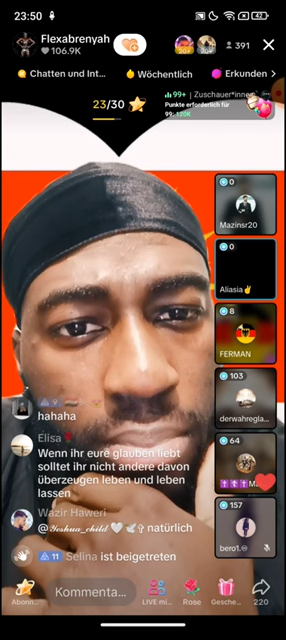 23:50
42
Flexabrenyah
106.9K
391
Chatten und Int...
Wöchentlich
Erkunden
23/30
99+ | Zuschauer*innen
Punkte erforderlich für
99: 120K
0
Mazinsr20
0
Aliasia✌
8
FERMAN
103
derwahregla...
64
157
bero1.♾
hahaha
Elisa
Wenn ihr eure glauben liebt
solltet ihr nicht andere davon
überzeugen leben und leben
lassen
Wazir Haweri
@𝓨𝓮𝓼𝓱𝓾𝓪_𝓬𝓱𝓲𝓵𝓭 🤍🕊✞ natürlich
11 Selina ist beigetreten
Abonn...
Kommenta...
LIVE mi...
Rose
Gesche...
220